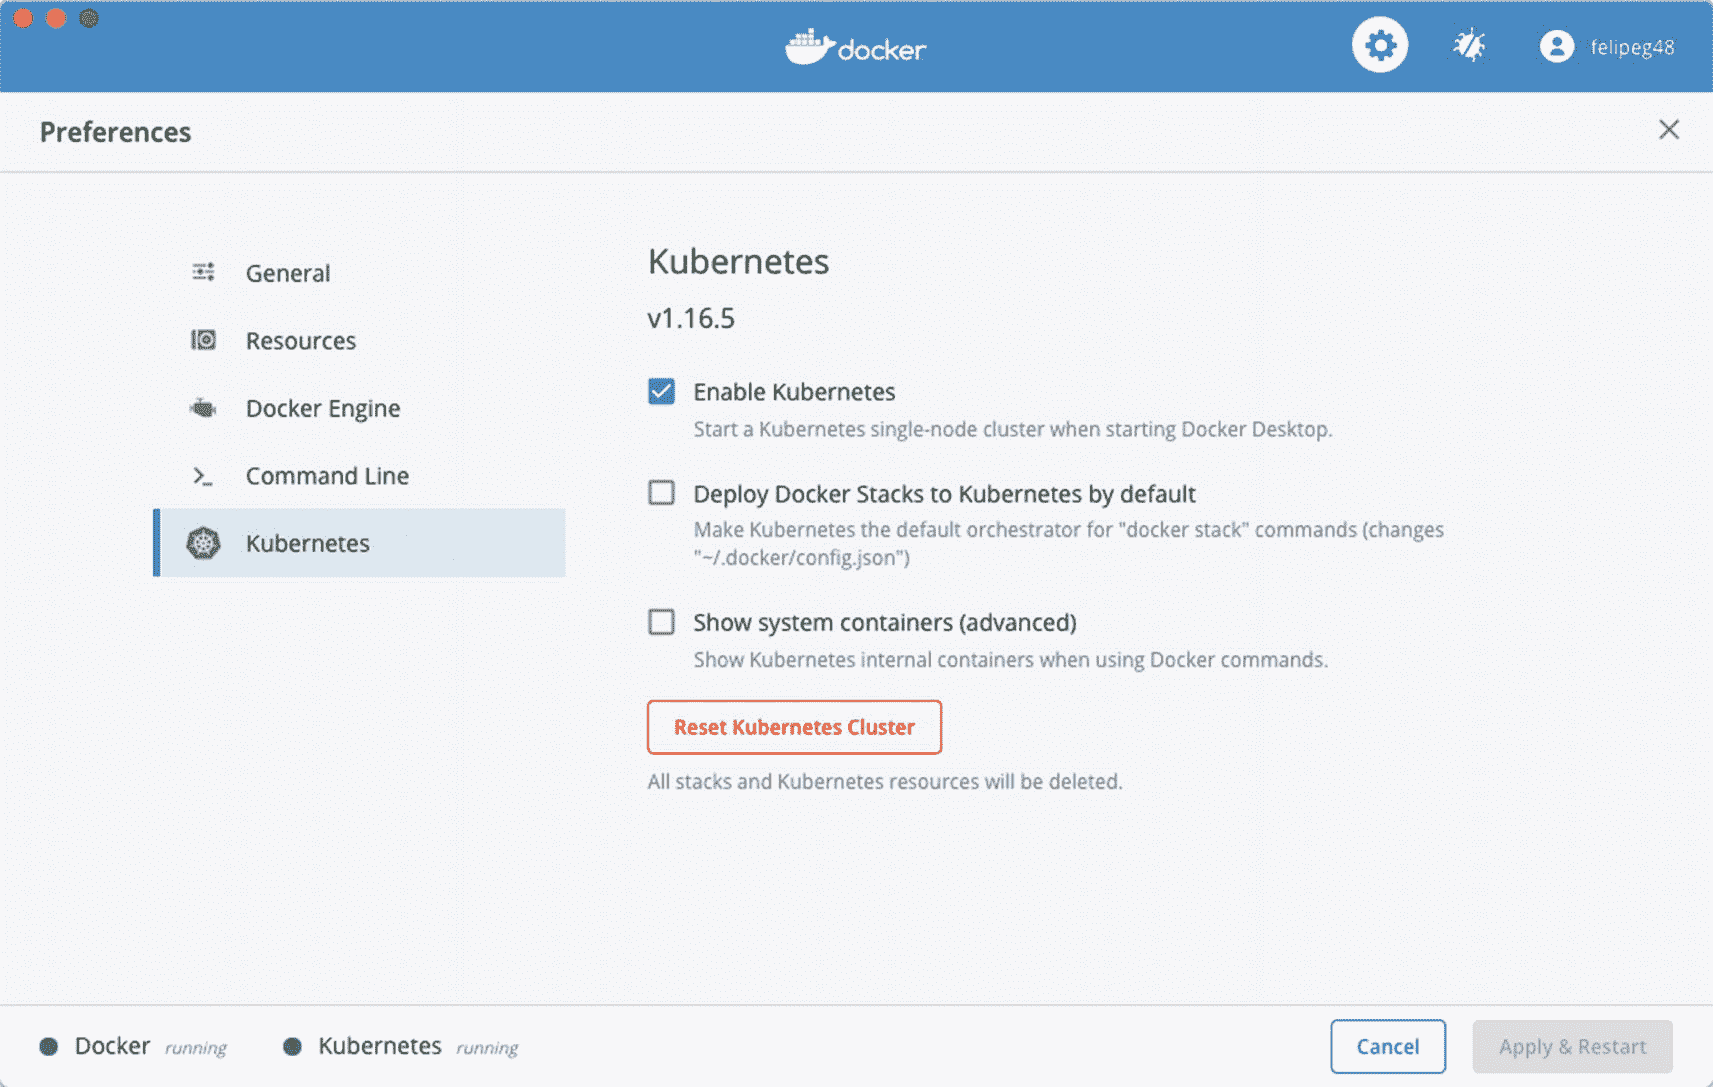 docker
felipeg48
Preferences
General
Resources
Docker Engine
Command Line
Kubernetes
Kubernetes
v1.16.5
Enable Kubernetes
Start a Kubernetes single-node cluster when starting Docker Desktop.
Deploy Docker Stacks to Kubernetes by default
Make Kubernetes the default orchestrator for "docker stack" commands (changes
"~/.docker/config.json")
Show system containers (advanced)
Show Kubernetes internal containers when using Docker commands.
Reset Kubernetes Cluster
All stacks and Kubernetes resources will be deleted.
Docker running
Kubernetes running
Cancel
Apply & Restart